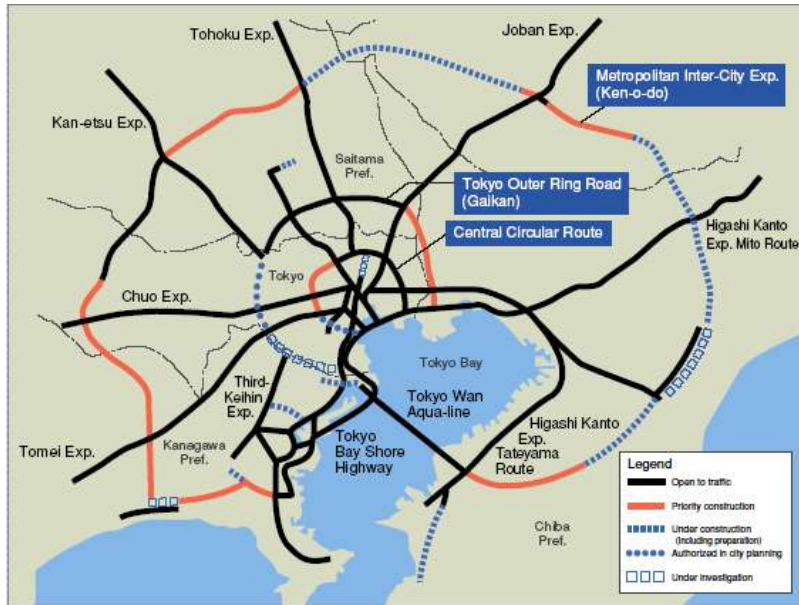 Tohoku Exp.
Joban Exp.
Metropolitan Inter-City Exp.
(Ken-o-do)
Kan-etsu Exp.
Saitama
Pref.
Tokyo Outer Ring Road
(Gaikan)
Central Circular Route
Higashi Kanto
Exp. Mito Route
Tokyo
Chuo Exp.
Tokyo Bay
Third-
Keihin
Exp.
Tokyo Wan
Aqua-line
Tomei Exp.
Kanagawa
Pref.
Tokyo
Bay Shore
Highway
Higashi Kanto
Exp.
Tateyama
Route
Chiba
Pref.
Legend
Open to traffic
Priority construction
Under construction
(Including preparation)
Authorized in city planning
Under investigation